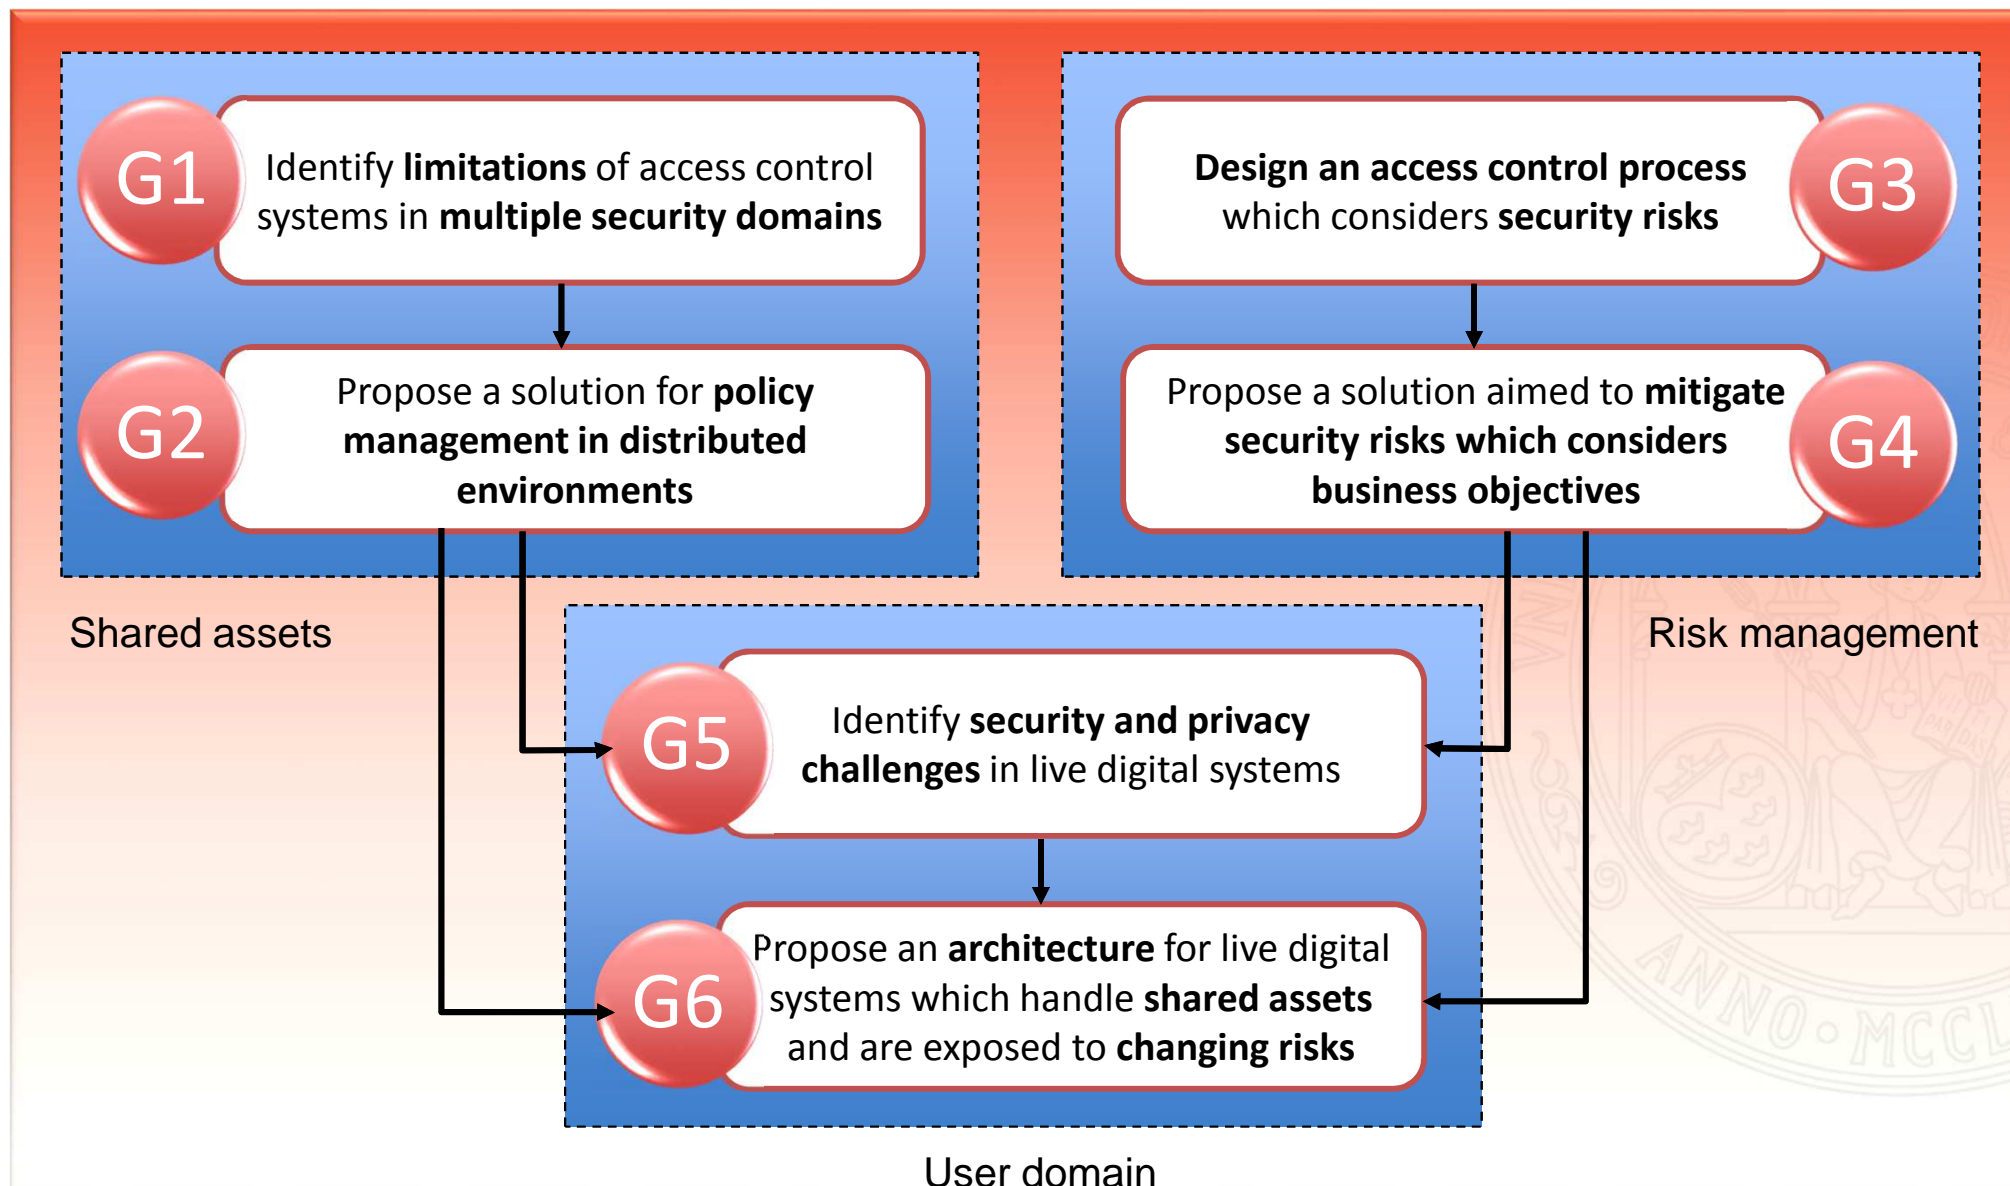 G1
Identify limitations of access control
systems in multiple security domains
G2
Propose a solution for policy
management in distributed
environments
Shared assets
Design an access control process
which considers security risks
G3
Propose a solution aimed to mitigate
security risks which considers
business objectives
G4
Risk management
G5
Identify security and privacy
challenges in live digital systems
G6
Propose an architecture for live digital
systems which handle shared assets
and are exposed to changing risks
User domain
ANNO · MCCL